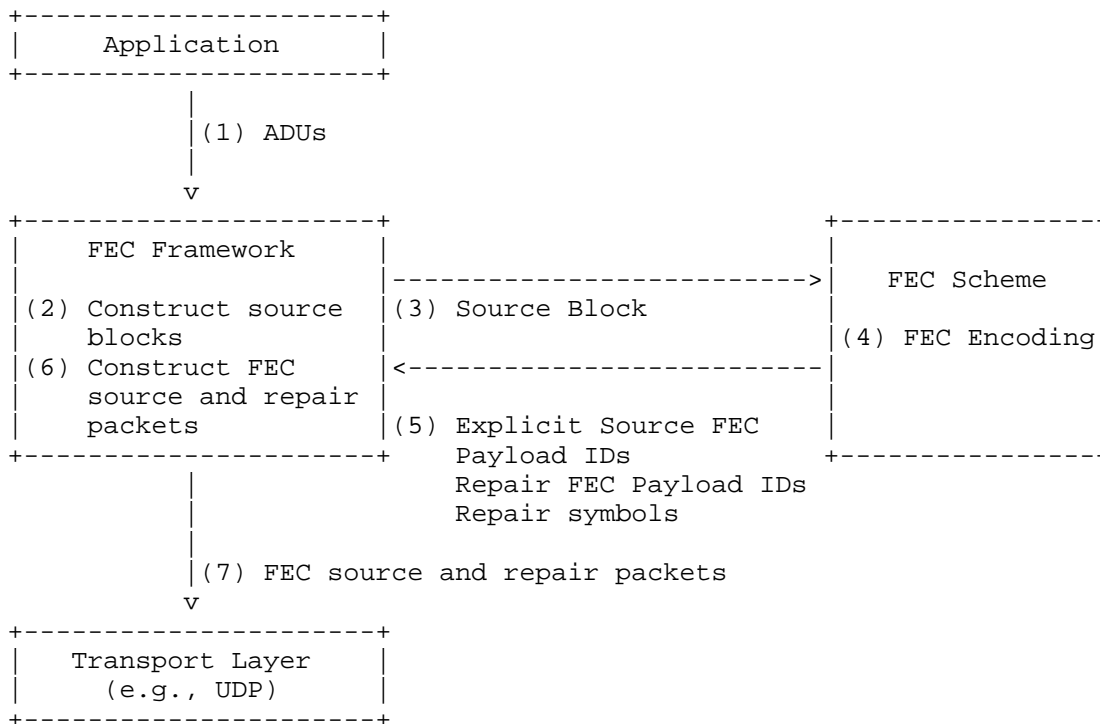 Application
(1) ADUs
FEC Framework
FEC Scheme
(2) Construct source
(3) Source Block
blocks
(4) FEC Encoding
(6) Construct FEC
source and repair
packets
(5) Explicit Source FEC
Payload IDs
Repair FEC Payload IDs
Repair symbols
(7) FEC source and repair packets
Transport Layer
(e.g., UDP)